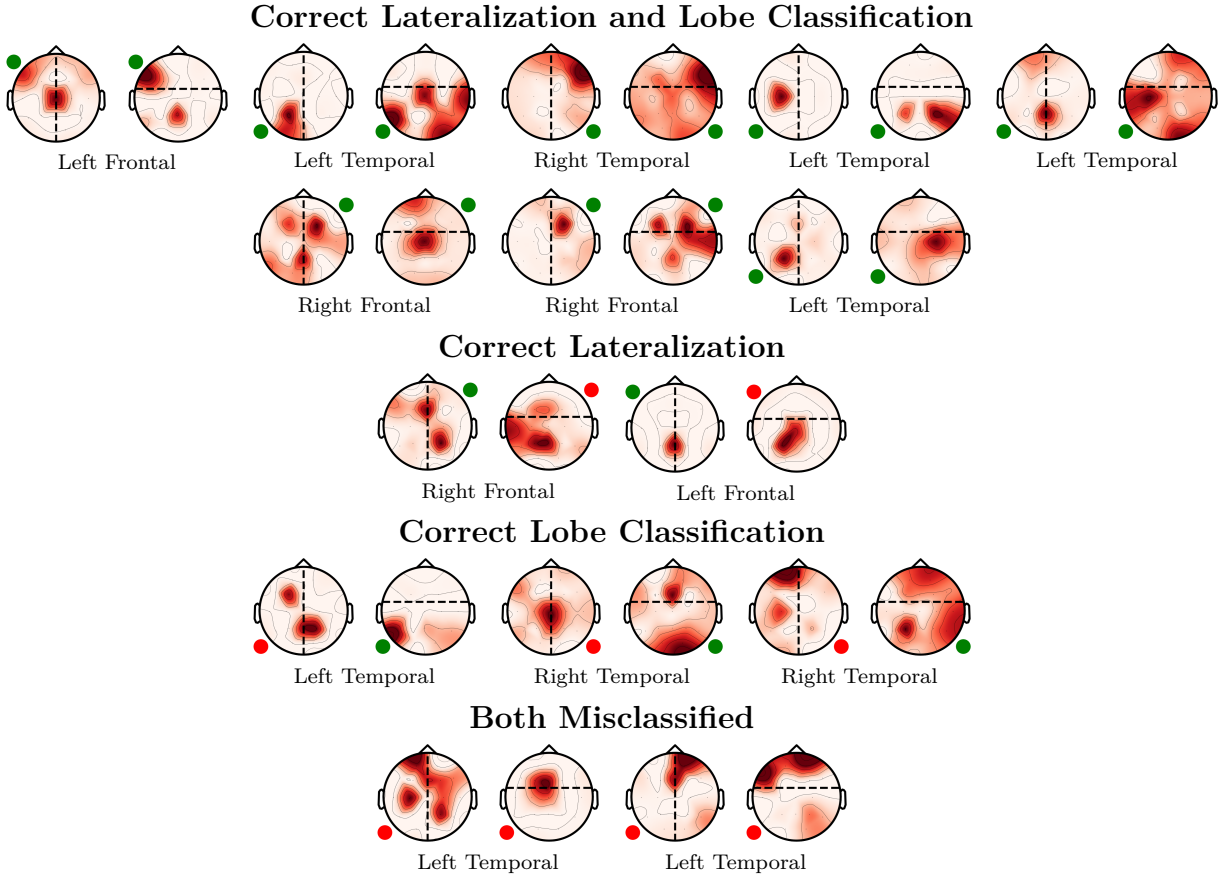 Correct Lateralization and Lobe Classification
Left Frontal
Left Temporal
Right Temporal
Left Temporal
Left Temporal
Right Frontal
Right Frontal
Left Temporal
Correct Lateralization
Right Frontal
Left Frontal
Correct Lobe Classification
Left Temporal
Right Temporal
Right Temporal
Both Misclassified
Left Temporal
Left Temporal